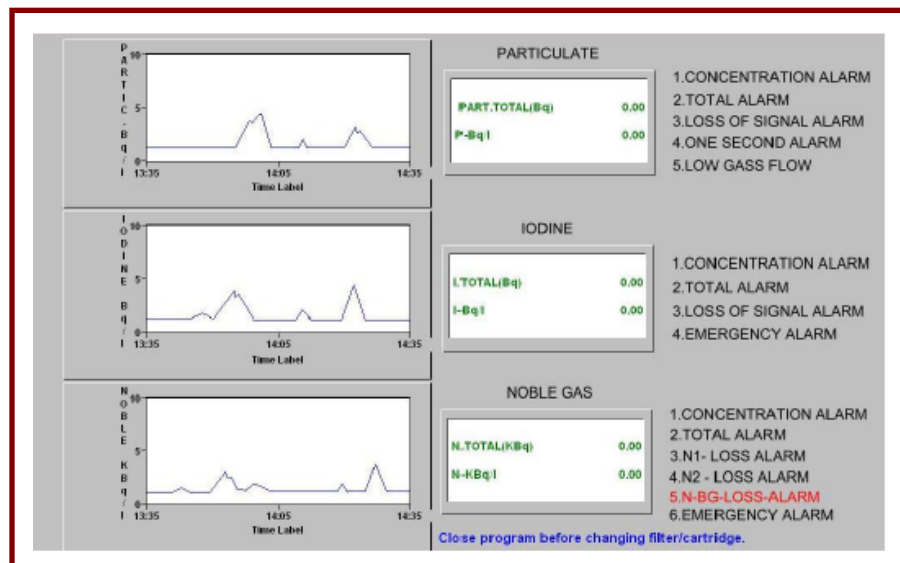 PARTIC-Bq/l
10
5
0
13:35 14:05 14:35
Time Label
PARTICULATE
PART.TOTAL(Bq) 0.00
P-Bq/l 0.00
1.CONCENTRATION ALARM
2.TOTAL ALARM
3.LOSS OF SIGNAL ALARM
4.ONE SECOND ALARM
5.LOW GASS FLOW
IODINE Bq/l
10
5
0
13:35 14:05 14:35
Time Label
IODINE
I.TOTAL(Bq) 0.00
I-Bq/l 0.00
1.CONCENTRATION ALARM
2.TOTAL ALARM
3.LOSS OF SIGNAL ALARM
4.EMERGENCY ALARM
NOBLE KBq/l
10
5
0
13:35 14:05 14:35
Time Label
NOBLE GAS
N.TOTAL(KBq) 0.00
N-KBq/l 0.00
1.CONCENTRATION ALARM
2.TOTAL ALARM
3.N1- LOSS ALARM
4.N2 - LOSS ALARM
5.N-BG-LOSS-ALARM
6.EMERGENCY ALARM
Close program before changing filter/cartridge.